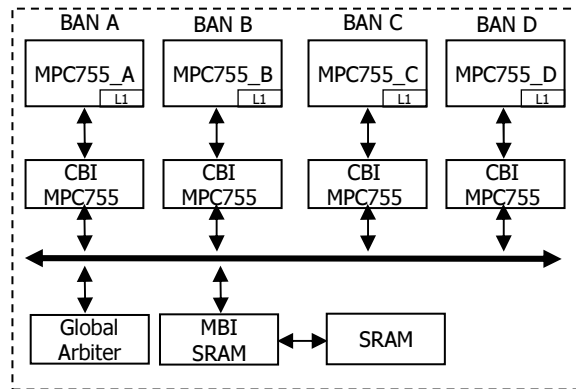 BAN A BAN B BAN C BAN D
MPC755_A MPC755_B MPC755_C MPC755_D
L1 L1 L1 L1
CBI CBI CBI CBI
MPC755 MPC755 MPC755 MPC755
Global MBI SRAM
Arbiter SRAM